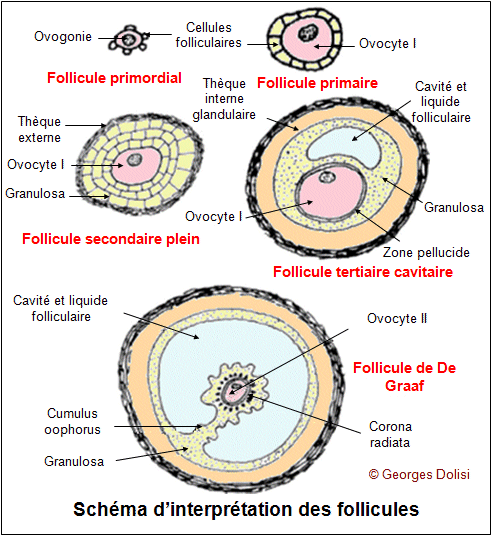 Ovogonie
Cellules
folliculaires
Ovocyte I
Follicule primordial
Follicule primaire
Thèque
externe
Ovocyte I
Granulosa
Follicule secondaire plein
Thèque
interne
glandulaire
Cavité et
liquide
folliculaire
Ovocyte I
Granulosa
Zone pellucide
Follicule tertiaire cavitaire
Cavité et liquide
folliculaire
Ovocyte II
Follicule de De
Graaf
Cumulus
oophorus
Granulosa
Corona
radiata
© Georges Dolisi
Schéma d'interprétation des follicules